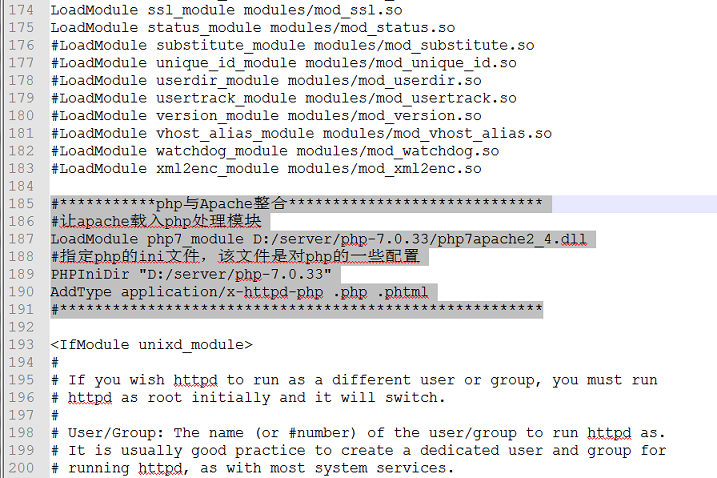 174 LoadModule ssl_module modules/mod_ssl.so
175 LoadModule status_module modules/mod_status.so
176 #LoadModule substitute_module modules/mod_substitute.so
177 #LoadModule unique_id_module modules/mod_unique_id.so
178 #LoadModule userdir_module modules/mod_userdir.so
179 #LoadModule usertrack_module modules/mod_usertrack.so
180 #LoadModule version_module modules/mod_version.so
181 #LoadModule vhost_alias_module modules/mod_vhost_alias.so
182 #LoadModule watchdog_module modules/mod_watchdog.so
183 #LoadModule xml2enc_module modules/mod_xml2enc.so
184
185 #***********php与Apache整合*****************************
186 #让apache载入php处理模块
187 LoadModule php7_module D:/server/php-7.0.33/php7apache2_4.dll
188 #指定php的ini文件，该文件是对php的一些配置
189 PHPIniDir "D:/server/php-7.0.33"
190 AddType application/x-httpd-php .php .phtml
191 #*******************************************************
192
193 <IfModule unixd_module>
194 #
195 # If you wish httpd to run as a different user or group, you must run
196 # httpd as root initially and it will switch.
197 #
198 # User/Group: The name (or #number) of the user/group to run httpd as.
199 # It is usually good practice to create a dedicated user and group for
200 # running httpd, as with most system services.